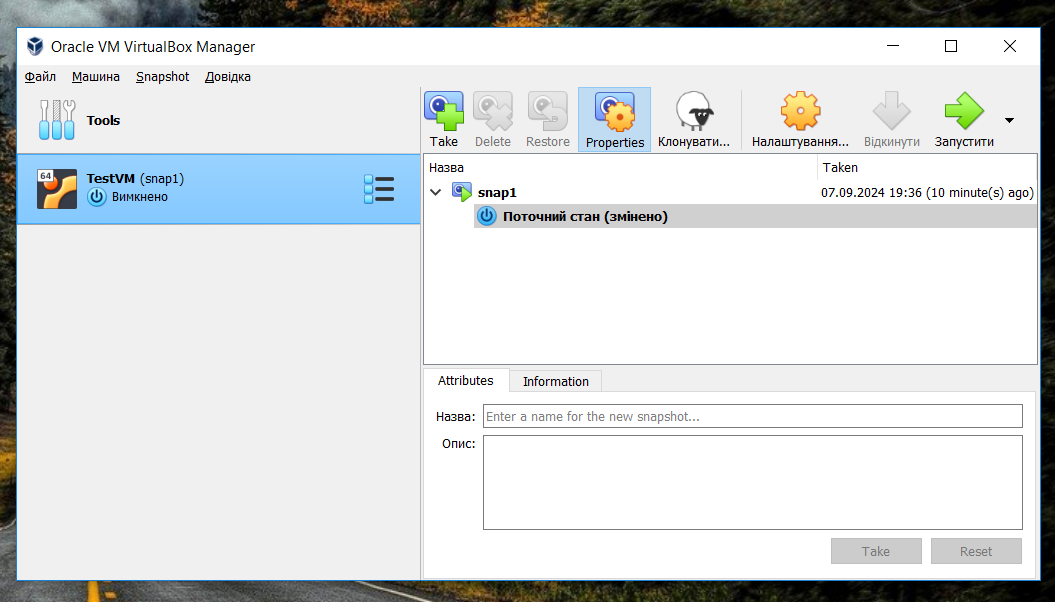 Oracle VM VirtualBox Manager
Файл Машина Snapshot Довідка
Tools
Take Delete Restore Properties Клонувати... Налаштування... Відкинути Запустити
64
TestVM (snap1)
Вимкнено
Назва Taken
snap1 07.09.2024 19:36 (10 minute(s) ago)
Поточний стан (змінено)
Attributes Information
Назва: Enter a name for the new snapshot...
Опис:
Take Reset